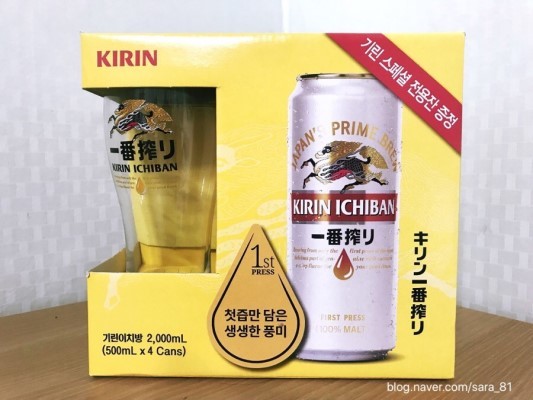 KIRIN
기린 스페셜 전용잔 증정
一番搾り
KIRIN ICHIBAN
JAPAN'S PRIME BREW
KIRIN ICHIBAN
一番搾り
FIRST PRESS
100% MALT
キリン一番搾り
1st
PRESS
첫즙만 담은
생생한 풍미
기린이치방 2,000mL
(500mL x 4 Cans)
blog.naver.com/sara_81